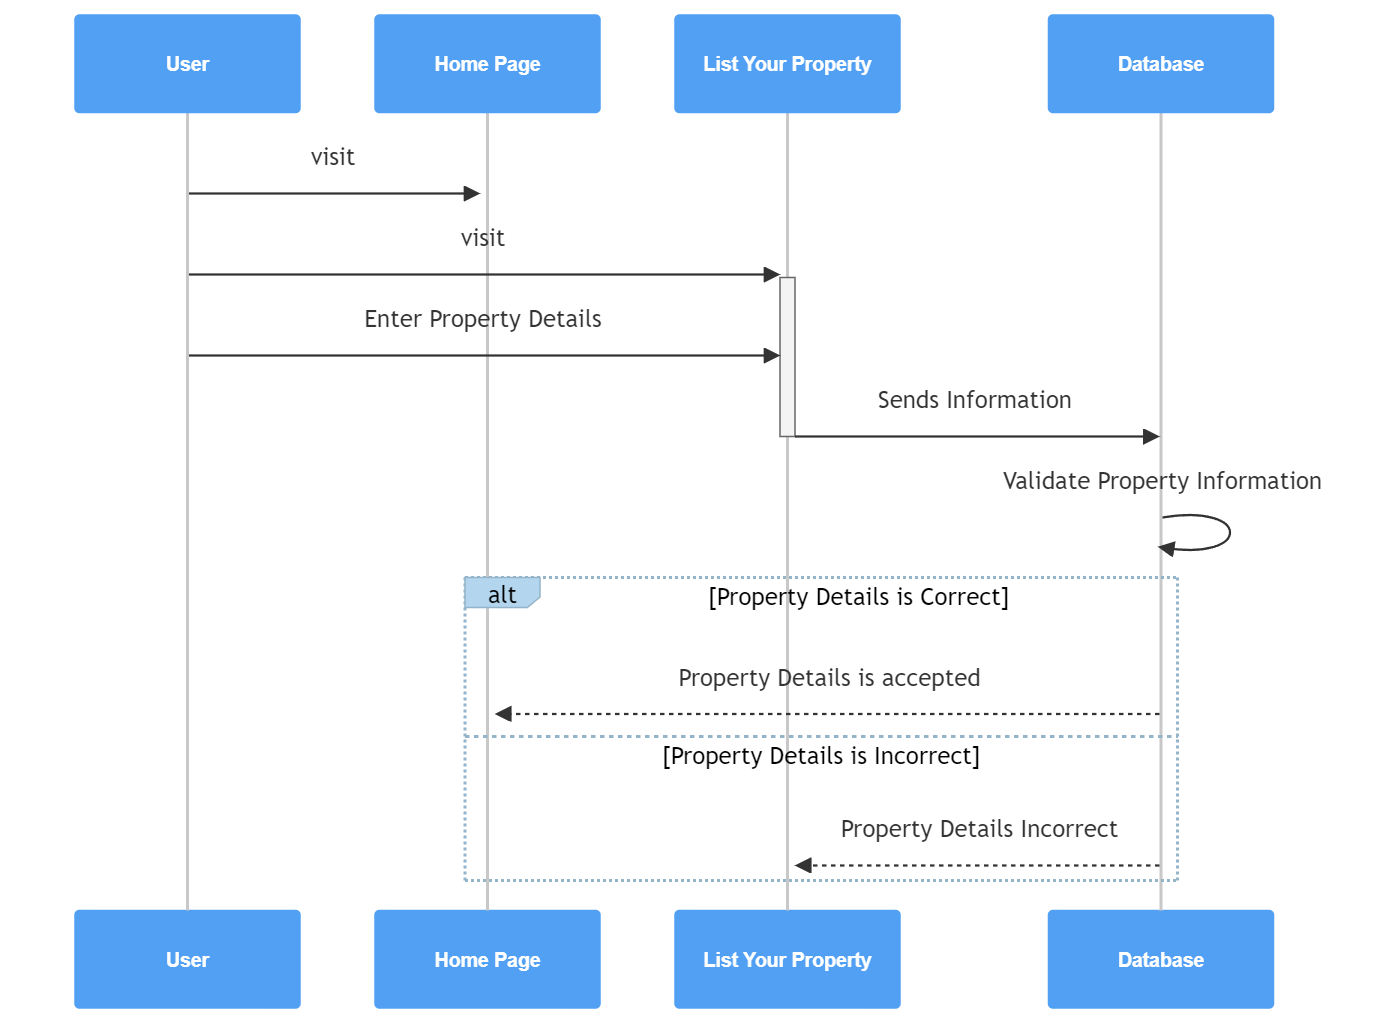 User
Home Page
List Your Property
Database
visit
visit
Enter Property Details
Sends Information
Validate Property Information
alt
[Property Details is Correct]
Property Details is accepted
[Property Details is Incorrect]
Property Details Incorrect
User
Home Page
List Your Property
Database